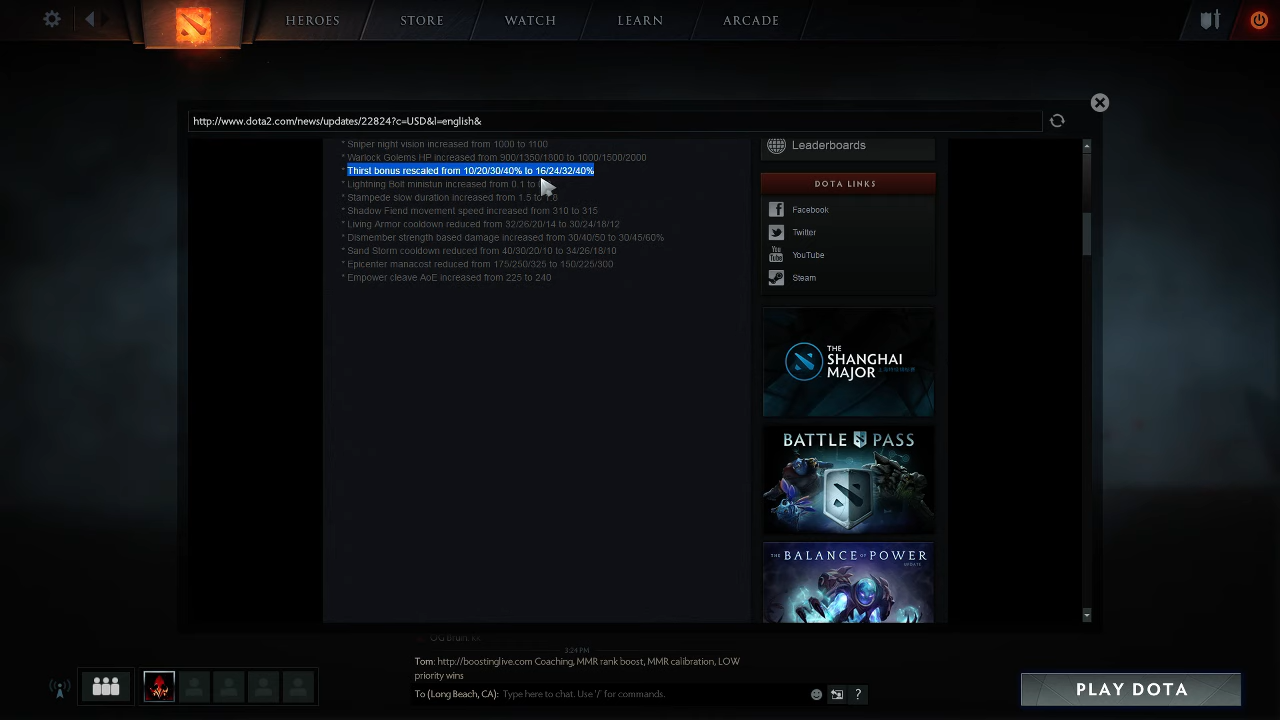 HEROES
STORE
WATCH
LEARN
ARCADE
http://www.dota2.com/news/updates/22824?c=USD&l=english&
* Sniper night vision increased from 1000 to 1100
* Warlock Golems HP increased from 900/1350/1800 to 1000/1500/2000
* Thirst bonus rescaled from 10/20/30/40% to 16/24/32/40%
* Lightning Bolt ministun increased from 0.1 to
* Stampede slow duration increased from 1.5 to 1.8
* Shadow Fiend movement speed increased from 310 to 315
* Living Armor cooldown reduced from 32/26/20/14 to 30/24/18/12
* Dismember strength based damage increased from 30/40/50 to 30/45/60%
* Sand Storm cooldown reduced from 40/30/20/10 to 34/26/18/10
* Epicenter manacost reduced from 175/250/325 to 150/225/300
* Empower cleave AoE increased from 225 to 240
Leaderboards
DOTA LINKS
Facebook
Twitter
You Tube
YouTube
Steam
THE
SHANGHAI
MAJOR
BATTLE PASS
THE BALANCE OF POWER
UPDATE
3:24 PM
Tom: http://boostinglive.com Coaching, MMR rank boost, MMR calibration, LOW
priority wins
To (Long Beach, CA): Type here to chat. Use '/' for commands.
?
PLAY DOTA